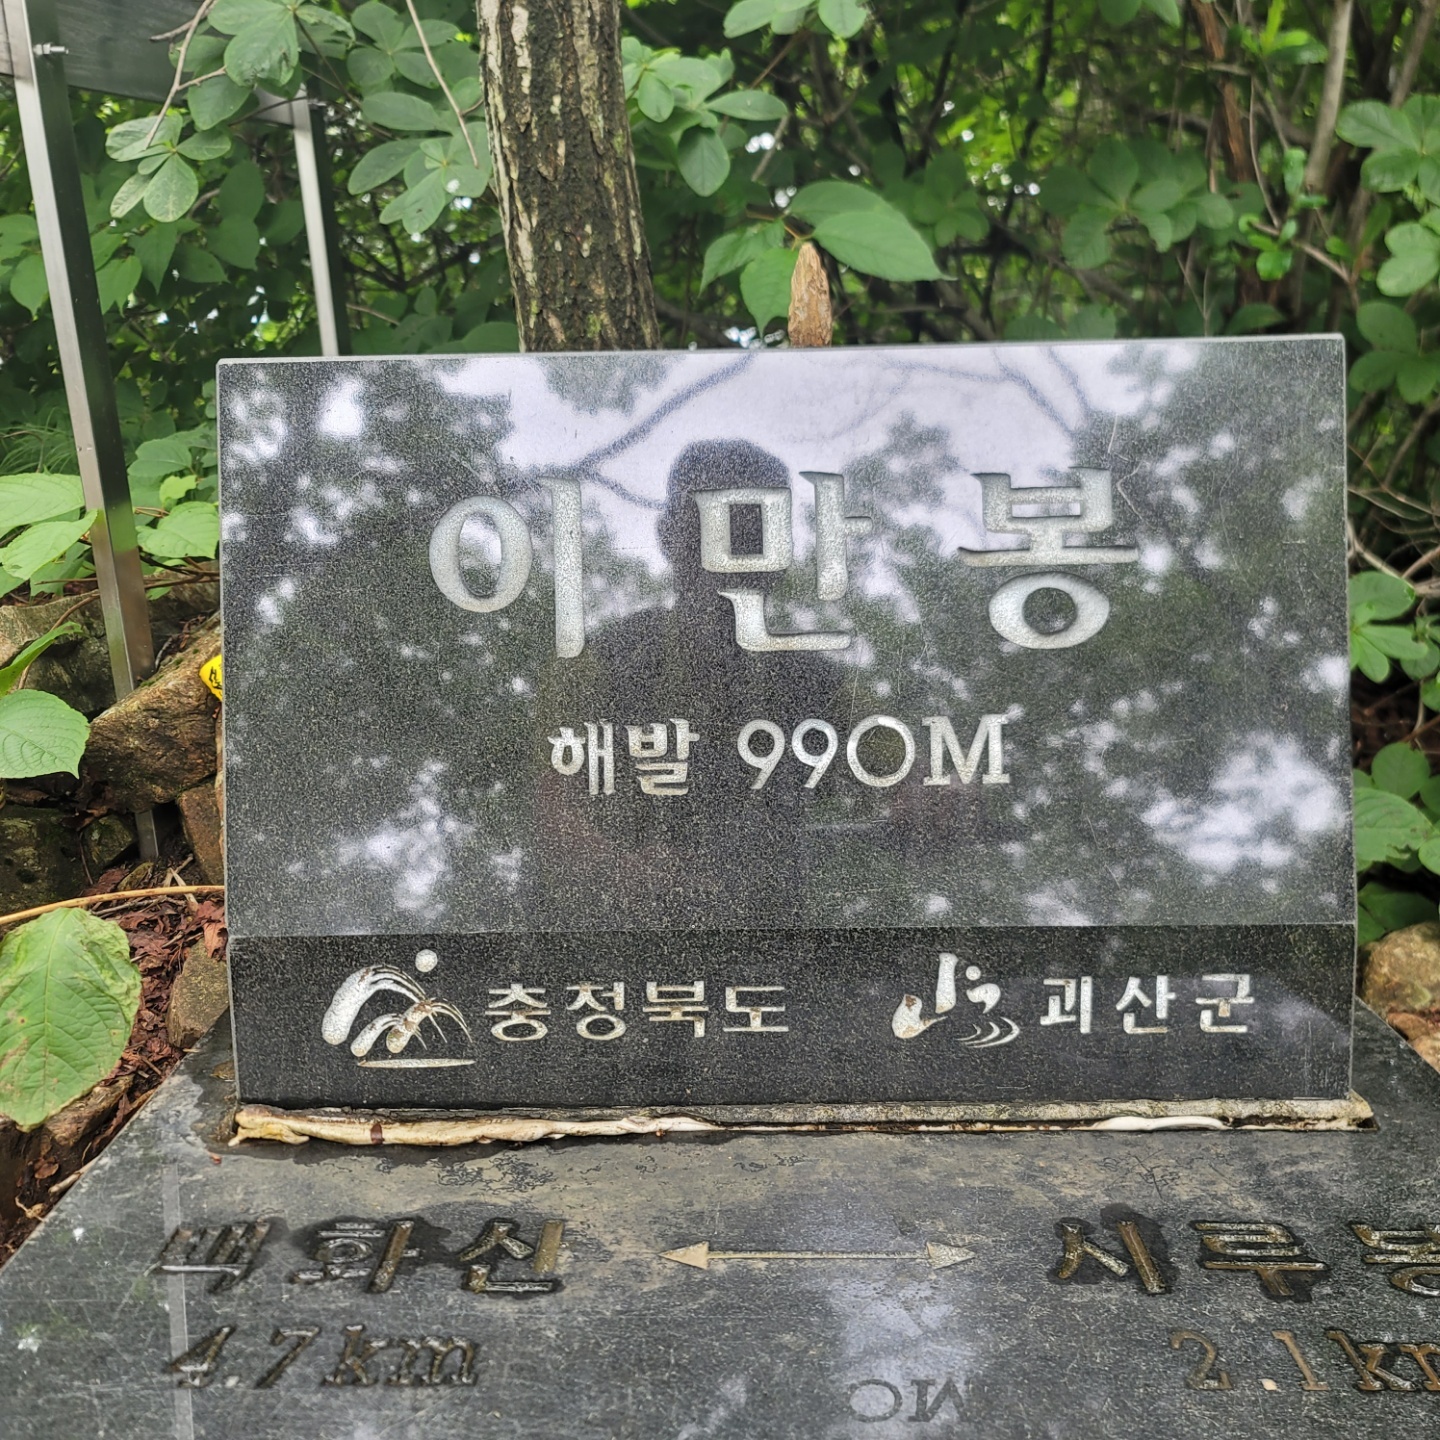 이만봉
해발 990M
충청북도 괴산군
백화산 ↔ 시루봉
4.7km 2.1km